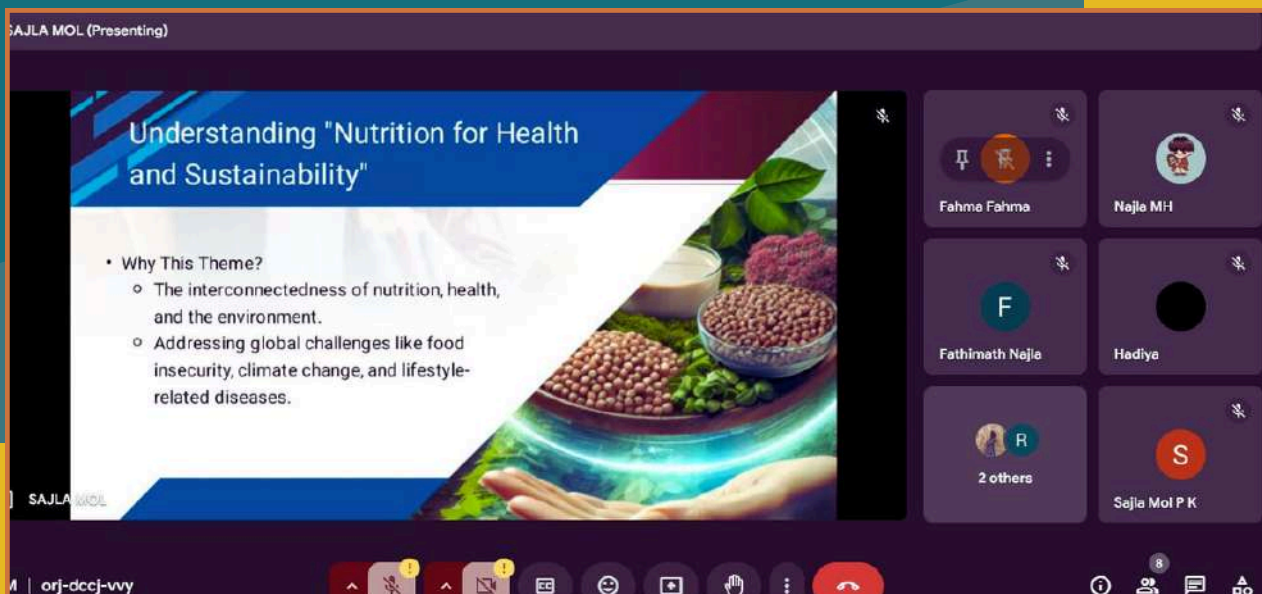 SAJLA MOL (Presenting)
Understanding "Nutrition for Health
and Sustainability"
• Why This Theme?
○ The interconnectedness of nutrition, health,
and the environment.
○ Addressing global challenges like food
insecurity, climate change, and lifestyle-
related diseases.
SAJLA MOL
Fahma Fahma
Najla MH
F
Fathimath Najla
Hadiya
R
2 others
S
Sajla Mol P K
M | orj-dccj-vvy
CC
8